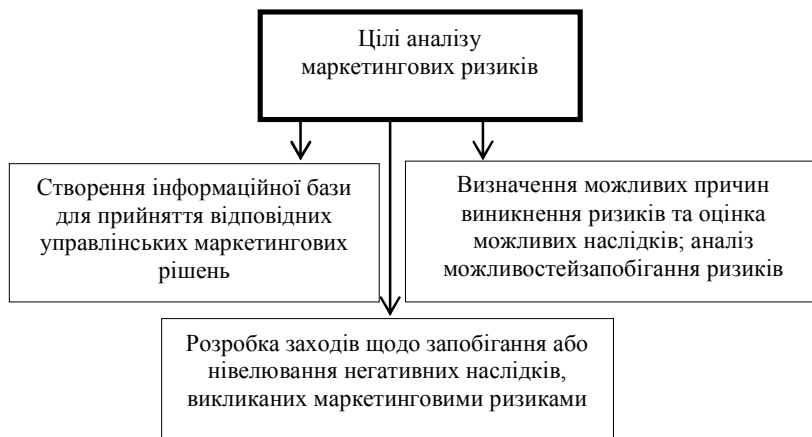 Цілі аналізу
маркетингових ризиків
Створення інформаційної бази
для прийняття відповідних
управлінських маркетингових
рішень
Визначення можливих причин
виникнення ризиків та оцінка
можливих наслідків; аналіз
можливостейзапобігання ризиків
Розробка заходів щодо запобігання або
нівелювання негативних наслідків,
викликаних маркетинговими ризиками